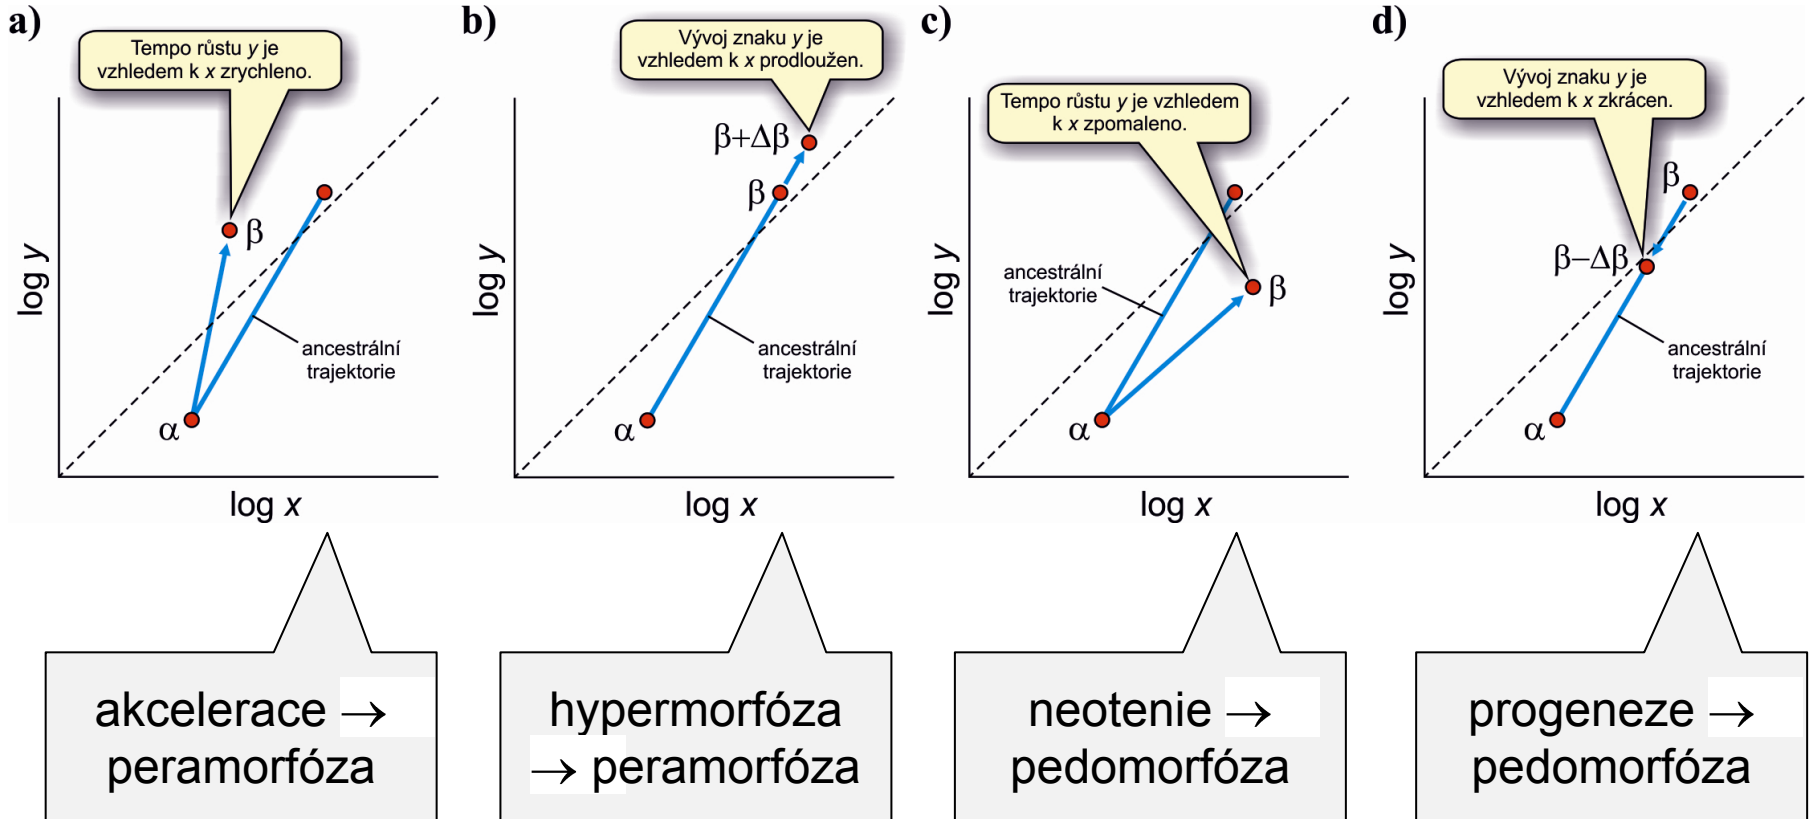 a)
Tempo růstu y je
vzhledem k x zrychleno.
β
ancestrální
trajektorie
α
log y
log x
akcelerace →
peramorfóza
b)
Vývoj znaku y je
vzhledem k x prodloužen.
β+Δβ
β
ancestrální
trajektorie
α
log y
log x
hypermorfóza
→ peramorfóza
c)
Tempo růstu y je vzhledem
k x zpomaleno.
ancestrální
trajektorie
β
α
log y
log x
neotenie →
pedomorfóza
d)
Vývoj znaku y je
vzhledem k x zkrácen.
β
β−Δβ
ancestrální
trajektorie
α
log y
log x
progeneze →
pedomorfóza